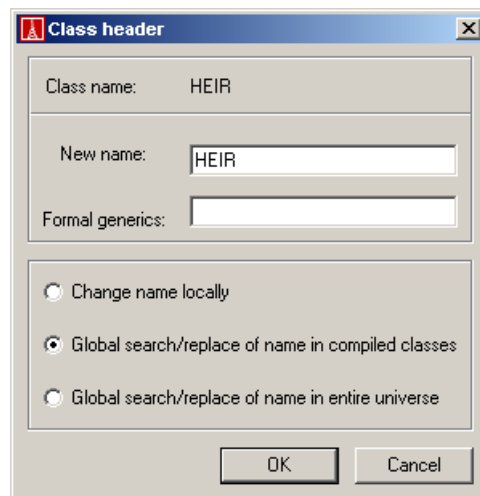 Class header
Class name: HEIR
New name: HEIR
Formal generics:
Change name locally
Global search/replace of name in compiled classes
Global search/replace of name in entire universe
OK Cancel